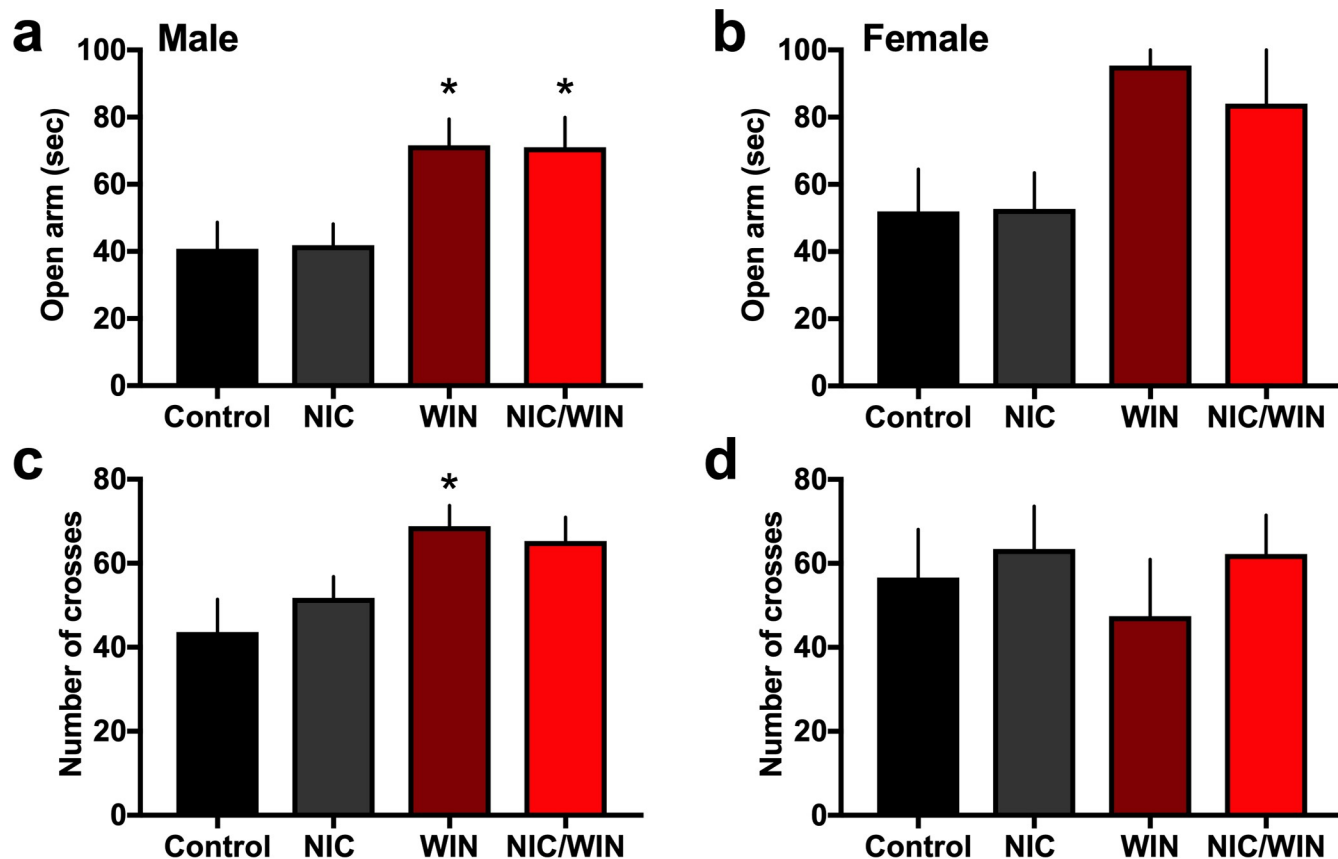 a Male
Open arm (sec)
100
80
60
40
20
0
* *
Control NIC WIN NIC/WIN
b Female
Open arm (sec)
100
80
60
40
20
0
Control NIC WIN NIC/WIN
c
Number of crosses
80
60
40
20
0
*
Control NIC WIN NIC/WIN
d
Number of crosses
80
60
40
20
0
Control NIC WIN NIC/WIN